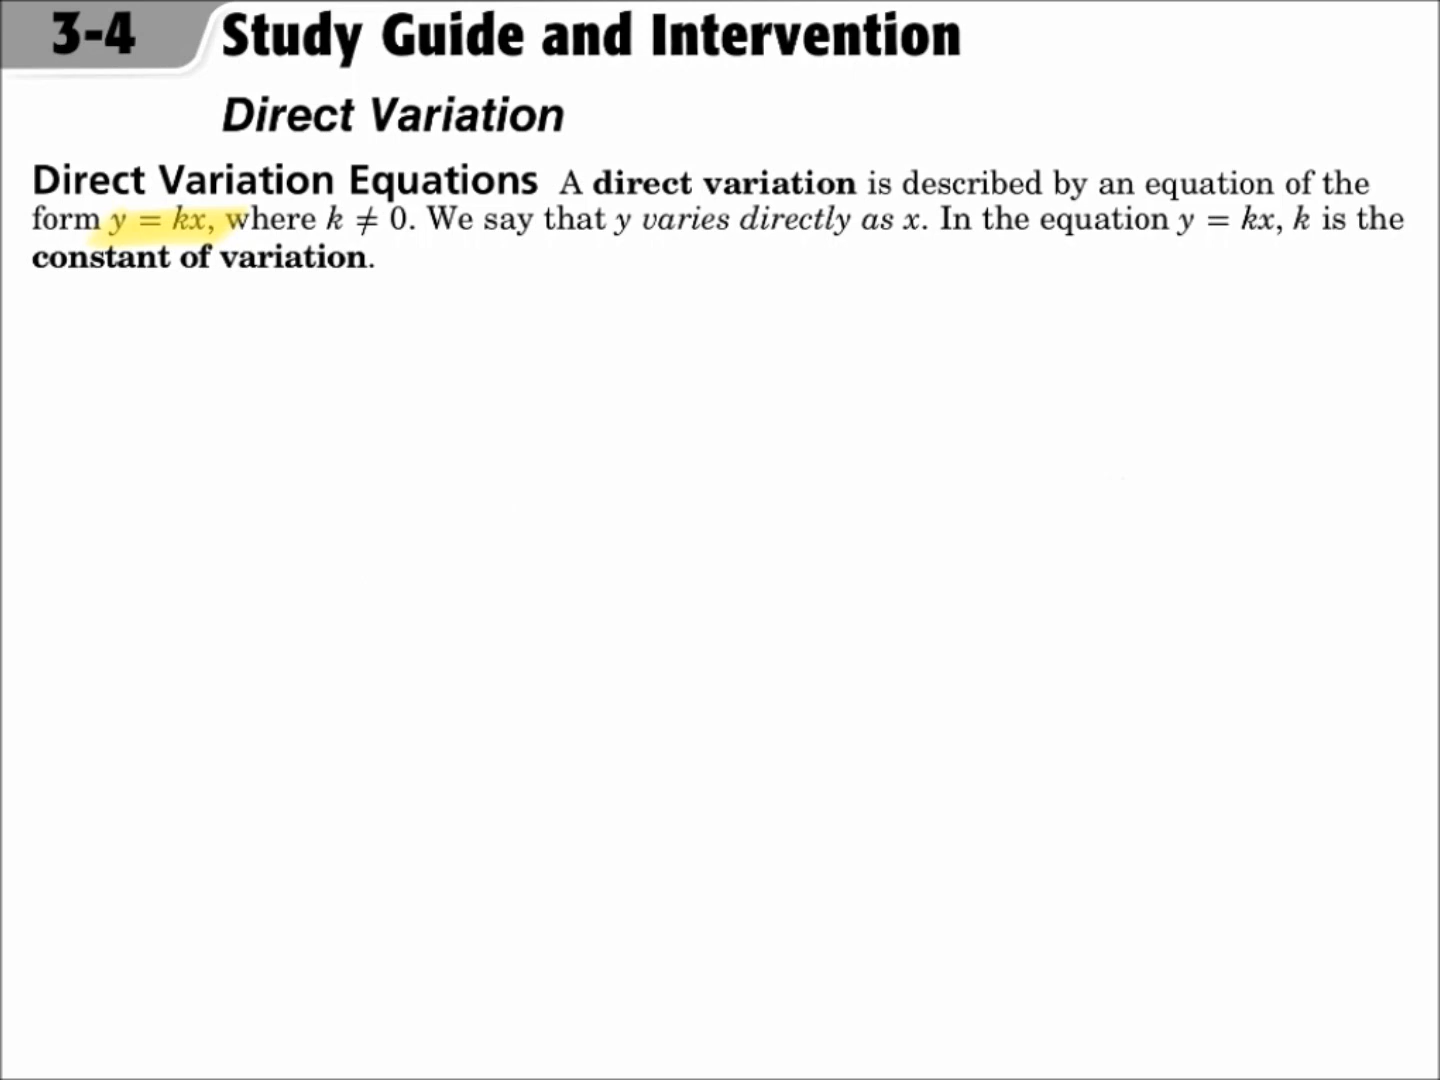 3-4 Study Guide and Intervention
Direct Variation
Direct Variation Equations A direct variation is described by an equation of the
form y = kx, where k ≠ 0. We say that y varies directly as x. In the equation y = kx, k is the
constant of variation.